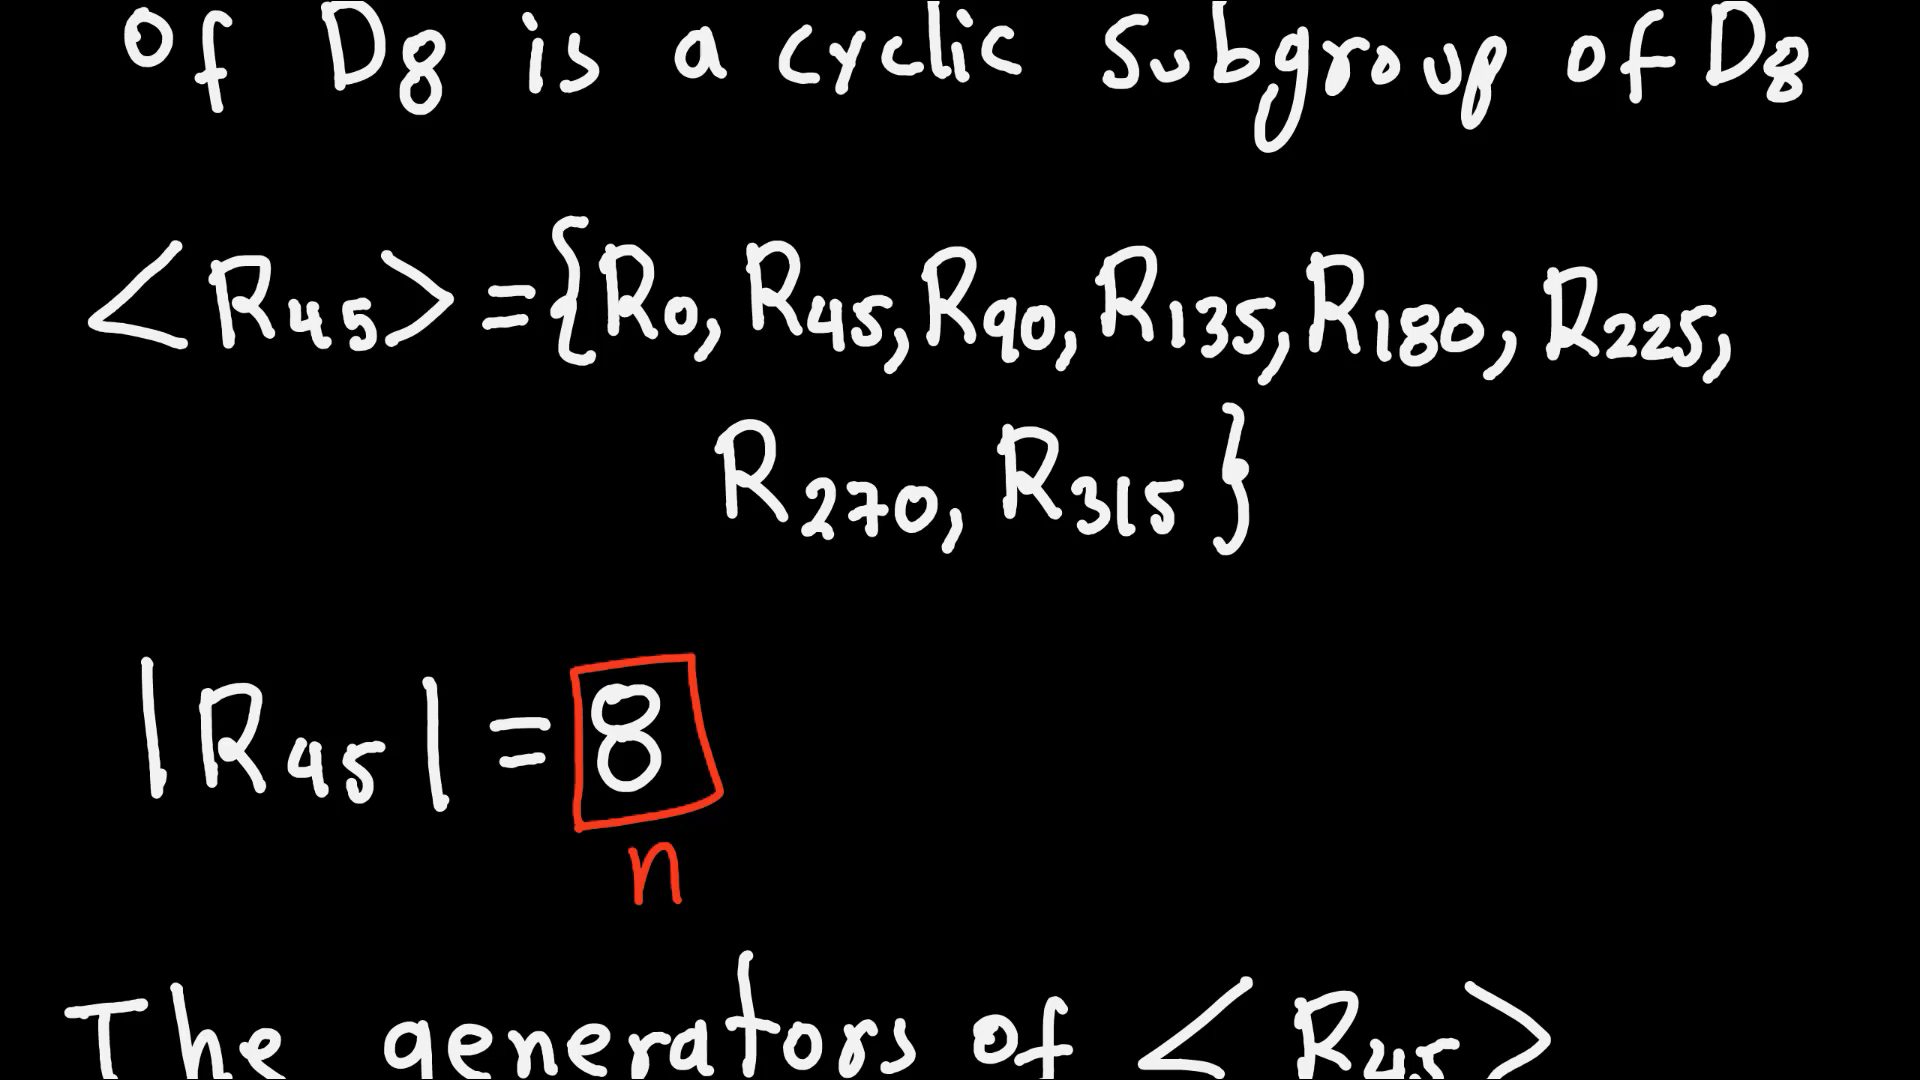 of D8 is a cyclic subgroup of D8
<R45> = {R0, R45, R90, R135, R180, R225,
R270, R315}
|R45| = 8
n
The generators of <R45>